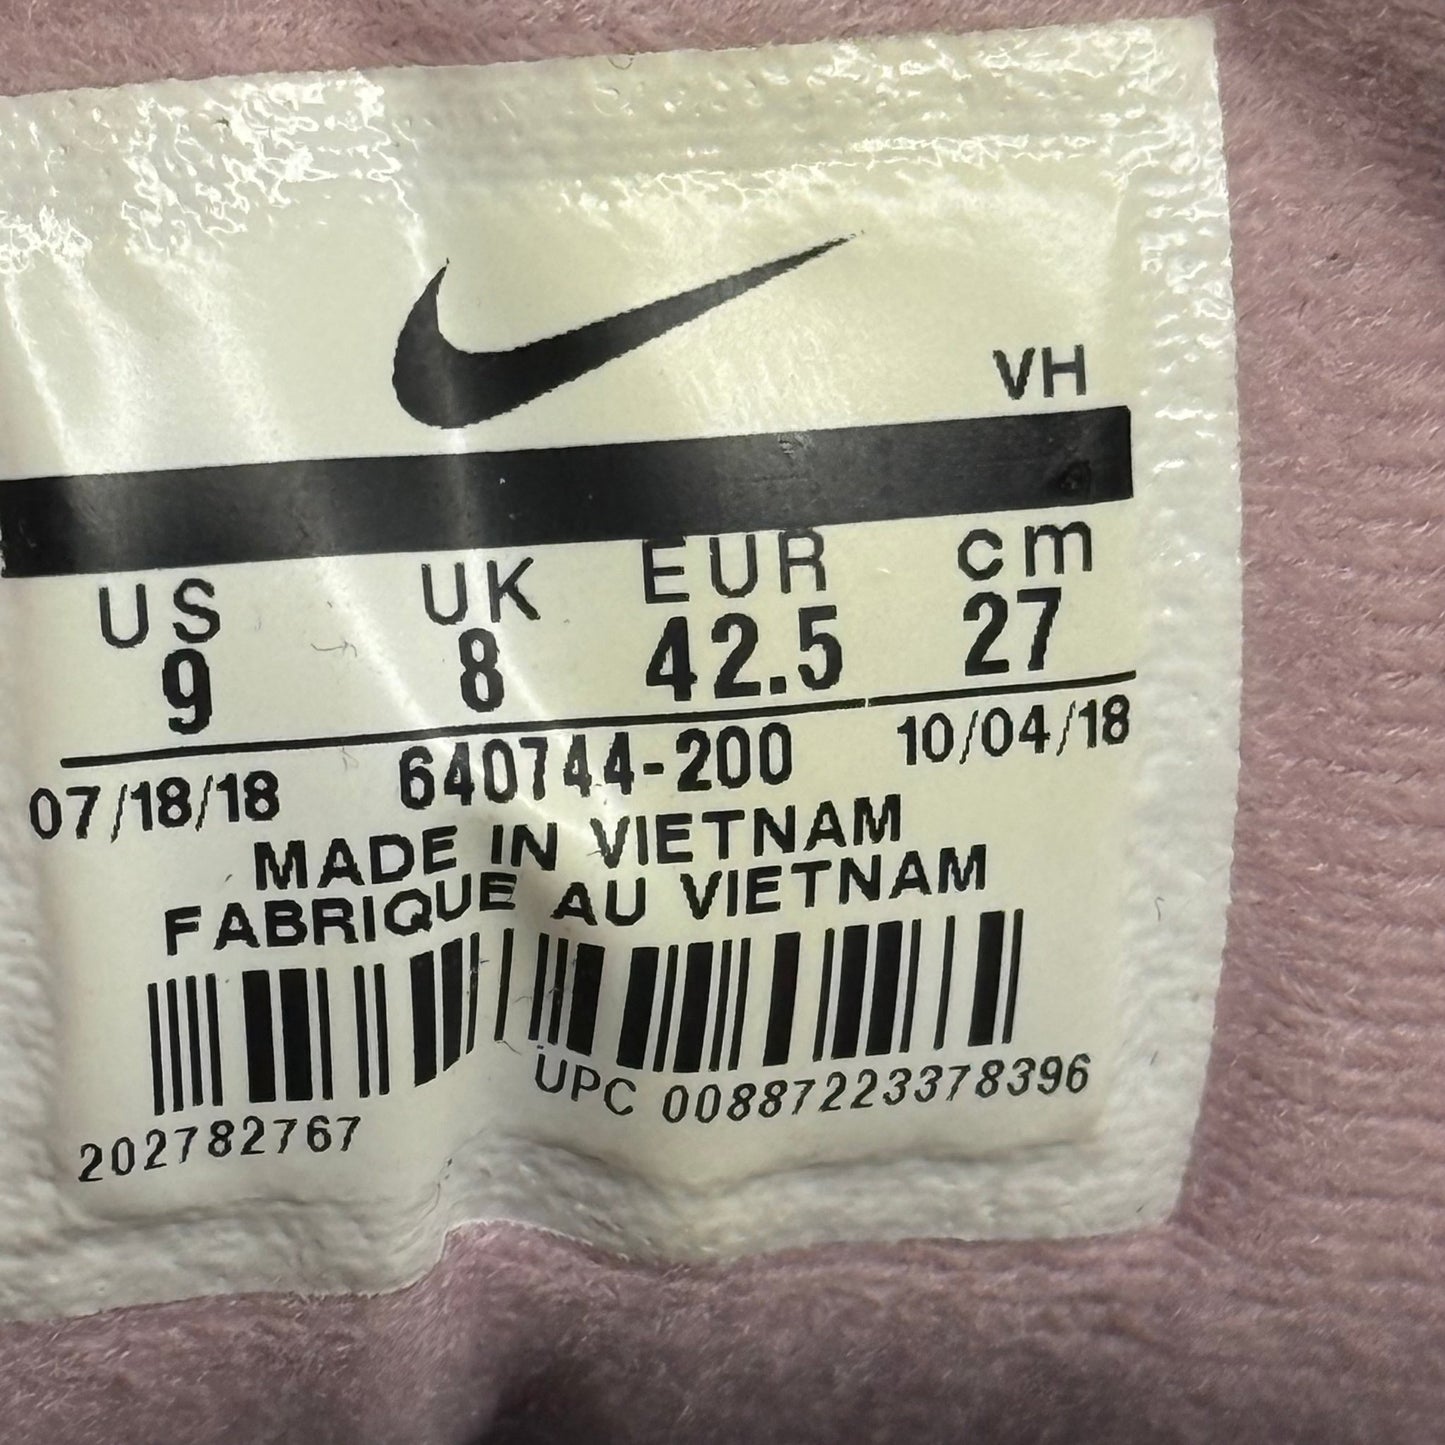 VH
US UK EUR cm
9 8 42.5 27
07/18/18 640744-200 10/04/18
MADE IN VIETNAM
FABRIQUE AU VIETNAM
202782767 UPC 00887223378396